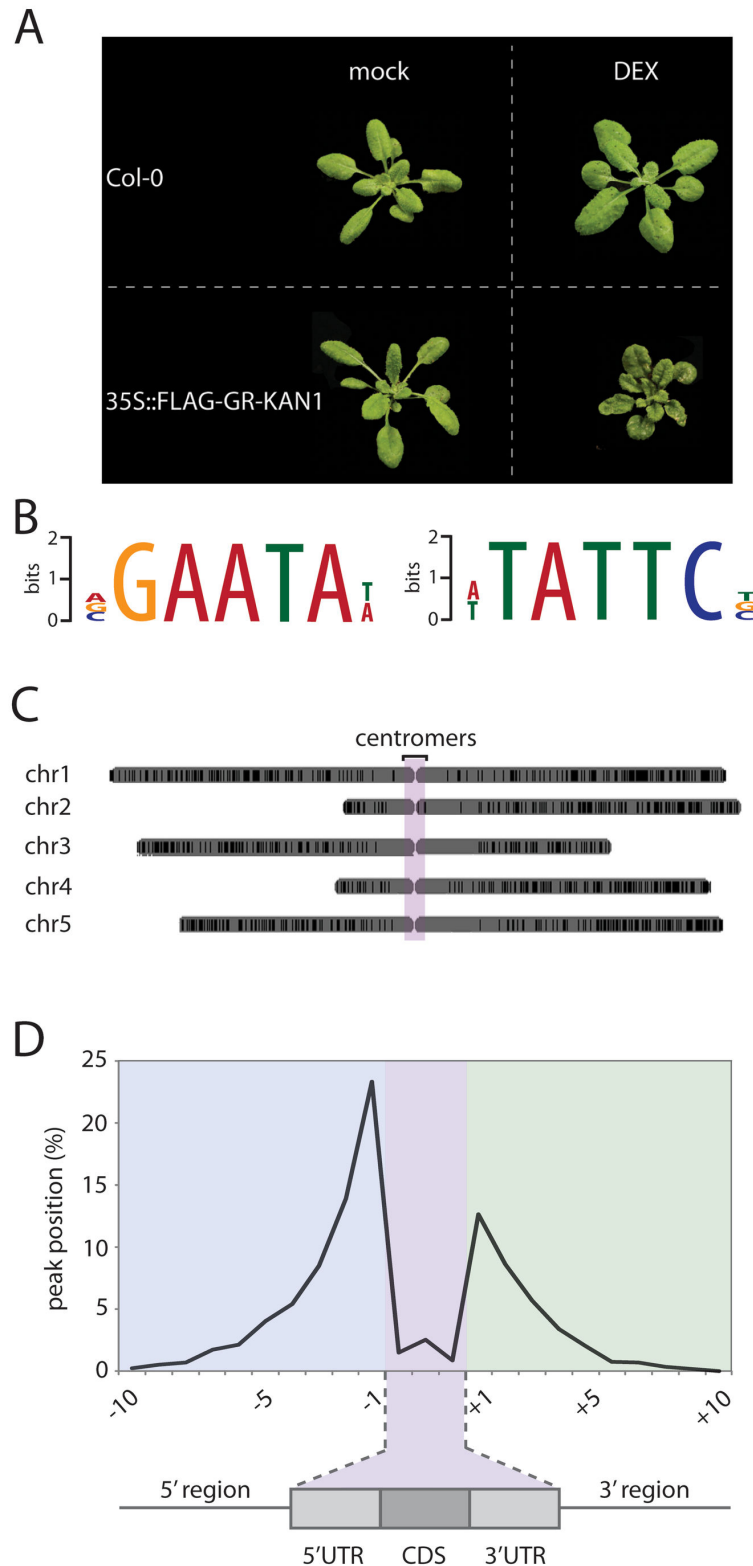 A
mock DEX
Col-0
35S::FLAG-GR-KAN1
B
2
1
0
bits
A
G
C
GAATA
T
A
2
1
0
bits
A
T
TATTC
T
G
C
C
centromers
chr1
chr2
chr3
chr4
chr5
D
25
20
15
10
5
0
peak position (%)
-10 -5 -1 +1 +5 +10
5' region 3' region
5'UTR CDS 3'UTR